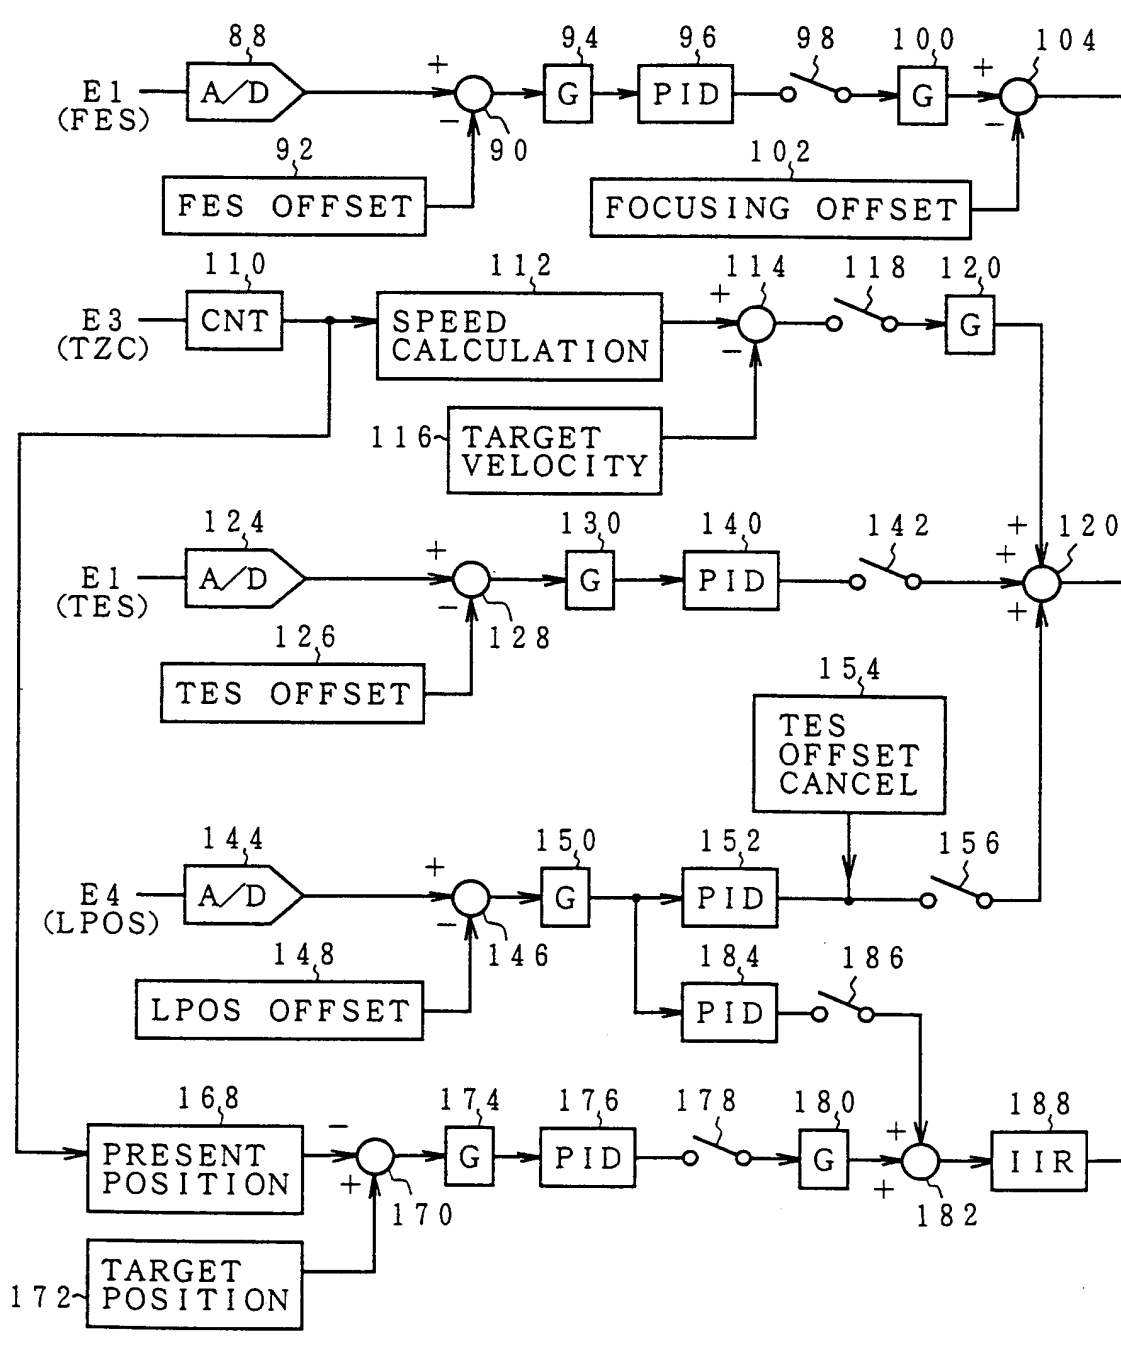 88
94
96
98
100
104
E1
(FES)
A/D
+
−
90
G
PID
G
+
−
92
FES OFFSET
102
FOCUSING OFFSET
110
112
114
118
120
E3
(TZC)
CNT
SPEED
CALCULATION
+
−
G
116
TARGET
VELOCITY
124
130
140
142
120
E1
(TES)
A/D
+
−
128
G
PID
+
+
+
126
TES OFFSET
154
TES
OFFSET
CANCEL
144
150
152
156
E4
(LPOS)
A/D
+
−
146
G
PID
148
LPOS OFFSET
184
PID
186
168
174
176
178
180
188
PRESENT
POSITION
−
+
170
G
PID
G
+
+
182
IIR
172
TARGET
POSITION